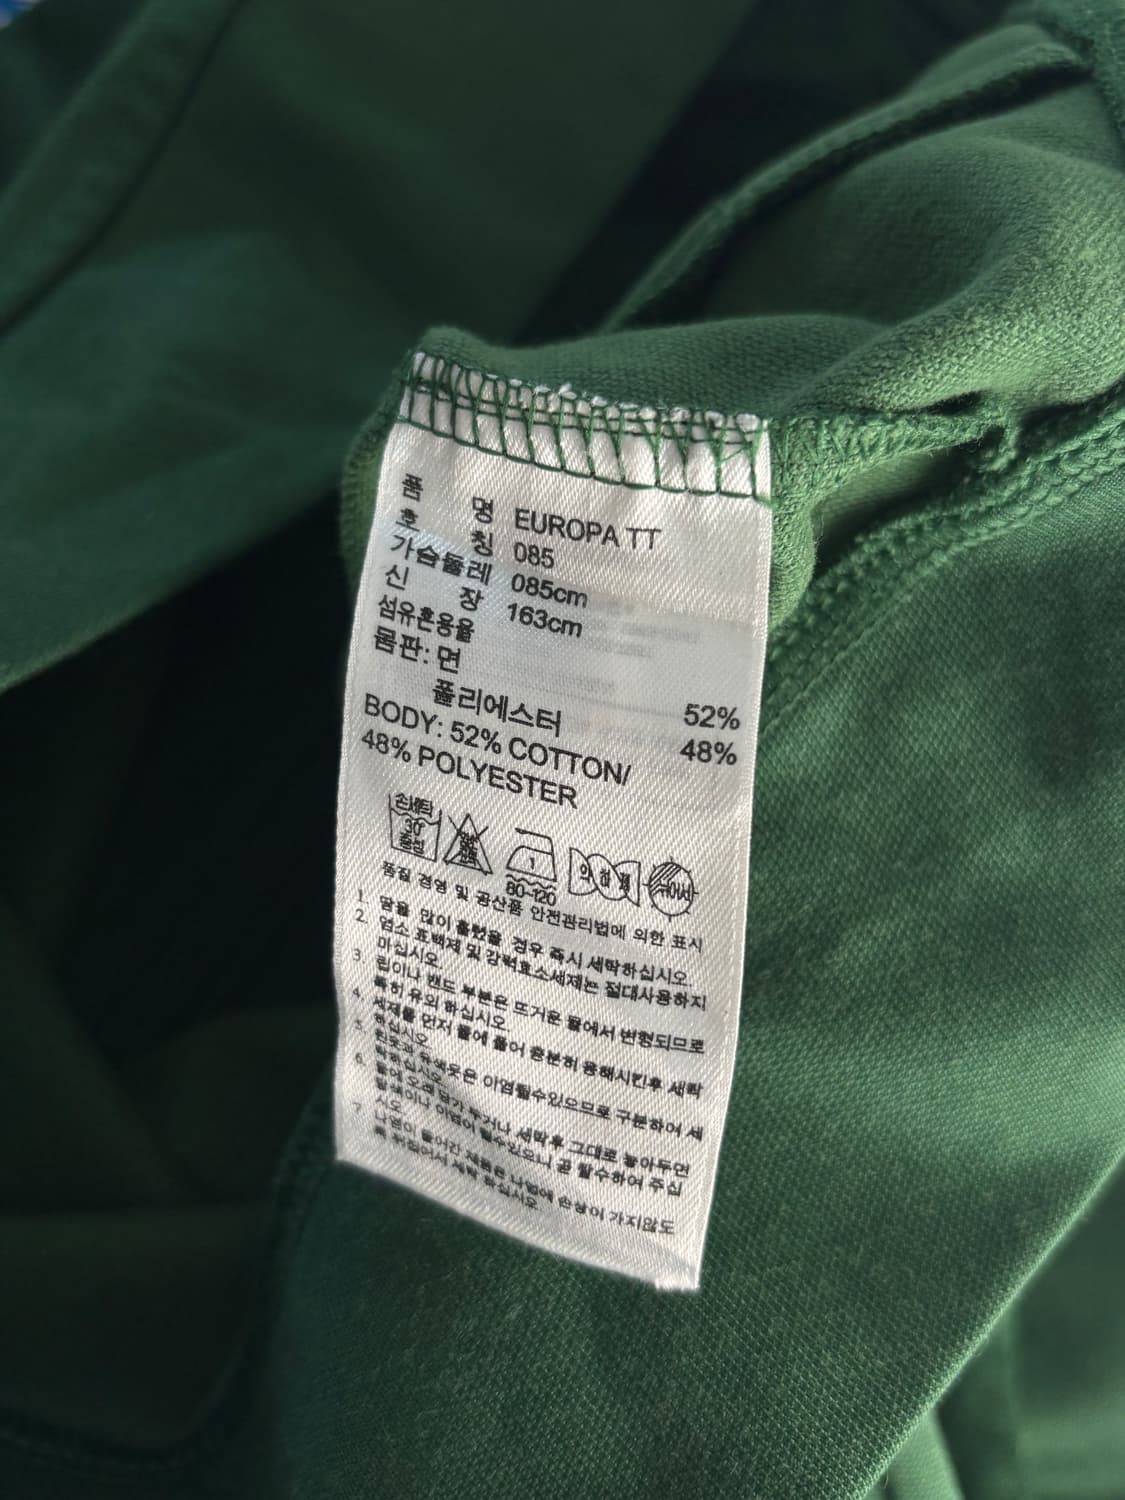 품 명 EUROPA TT
호 칭 085
가슴둘레 085cm
신 장 163cm
섬유혼용율
몸판: 면 52%
폴리에스터 48%
BODY: 52% COTTON/
48% POLYESTER
손세탁 30° 중성 1 80-120 드라이
품질 경영 및 공산품 안전관리법에 의한 표시
1. 땀을 많이 흘렸을 경우 즉시 세탁하십시오.
2. 염소 표백제 및 강력효소세제는 절대사용하지
마십시오.
3. 립이나 밴드 부분은 뜨거운 물에서 변형되므로
특히 유의 하십시오.
4. 세제를 먼저 물에 풀어 충분히 용해시킨후 세탁
하십시오
5. 흰옷과 유색옷은 이염될수있으므로 구분하여 세
탁하십시오.
6. 물에 오래 담가 두거나 세탁후 그대로 놓아두면
탈색이나 이염이 될수있으니 곧 탈수하여 주십
시오.
7. 나염이 들어간 제품은 나염에 손상이 가지않도
록 뒤집어서 세탁 하십시오